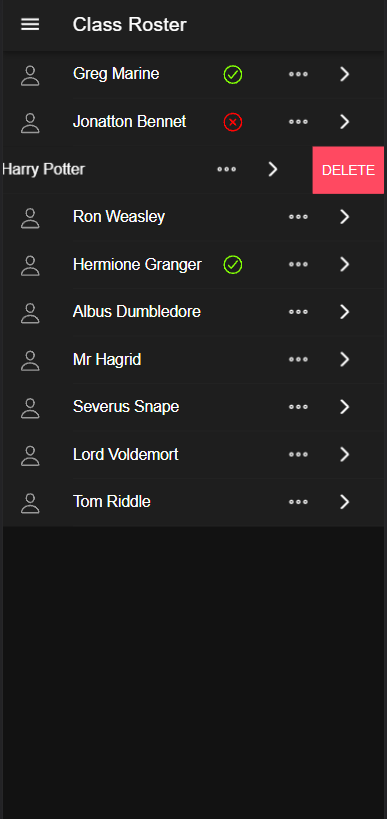 Class Roster
Greg Marine
Jonatton Bennet
Harry Potter DELETE
Ron Weasley
Hermione Granger
Albus Dumbledore
Mr Hagrid
Severus Snape
Lord Voldemort
Tom Riddle